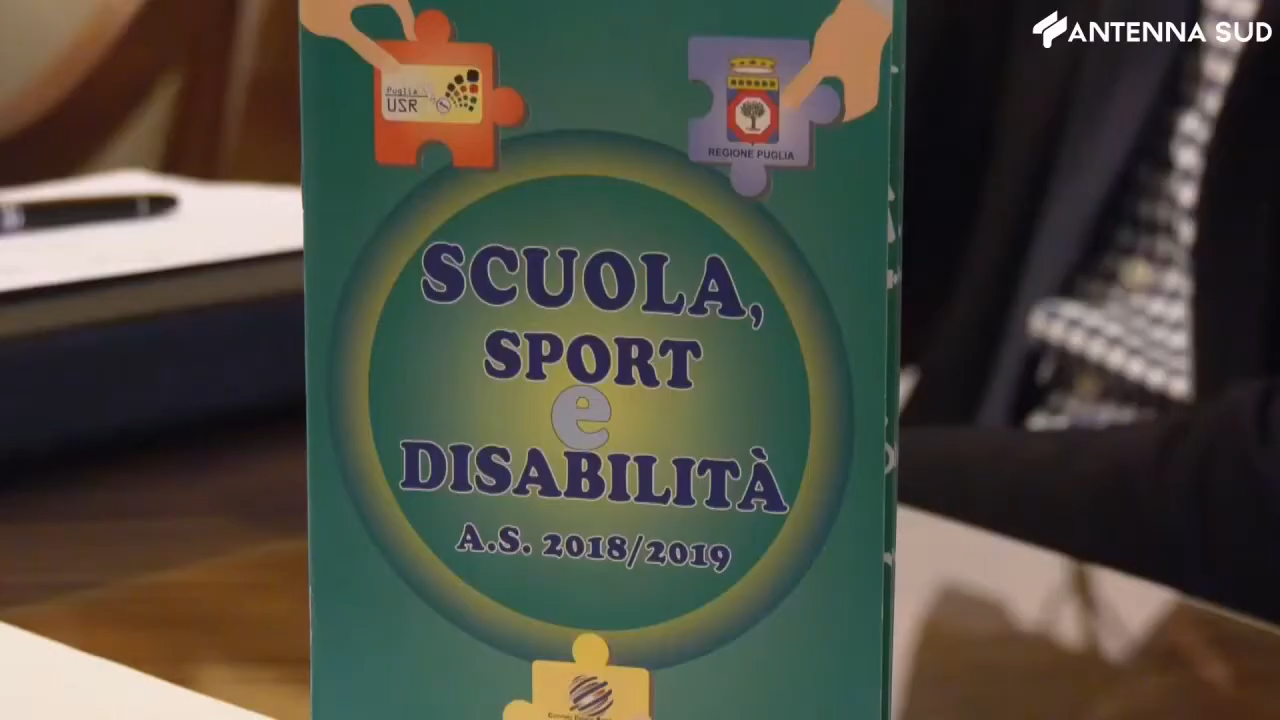 ANTENNA SUD
Puglia
USR
REGIONE PUGLIA
SCUOLA,
SPORT
e
DISABILITÀ
A.S. 2018/2019